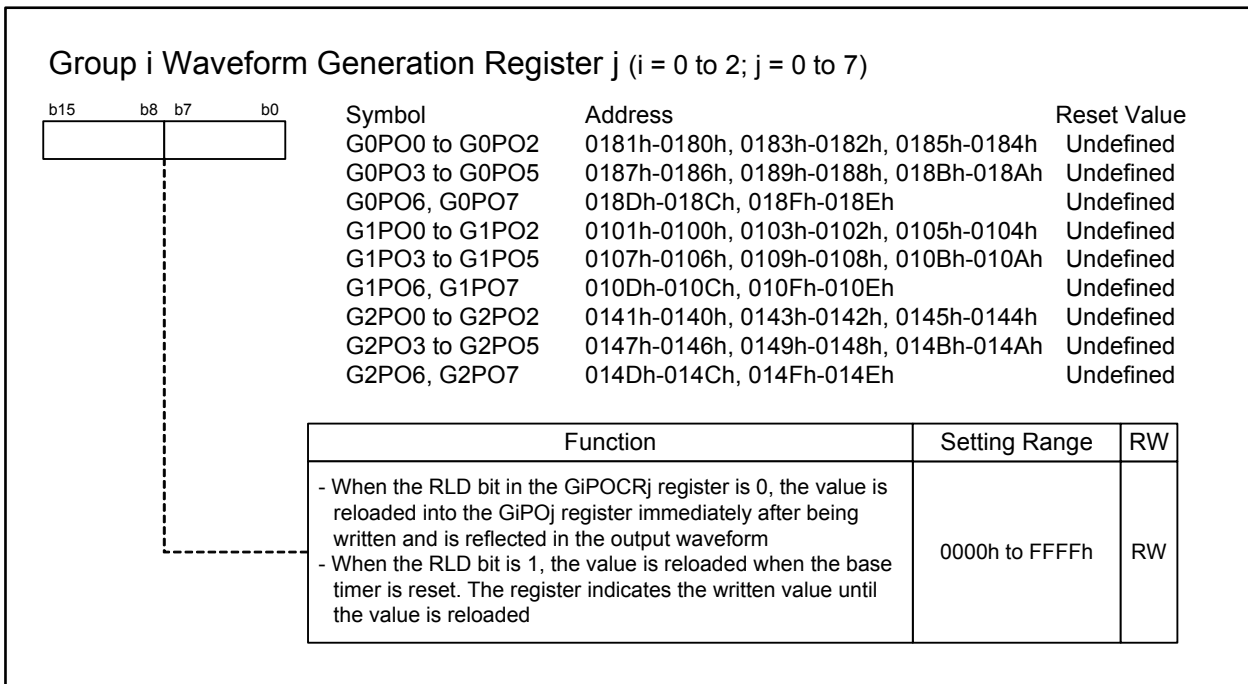 Group i Waveform Generation Register j (i = 0 to 2; j = 0 to 7)
b15 b8 b7 b0
Symbol Address Reset Value
G0PO0 to G0PO2 0181h-0180h, 0183h-0182h, 0185h-0184h Undefined
G0PO3 to G0PO5 0187h-0186h, 0189h-0188h, 018Bh-018Ah Undefined
G0PO6, G0PO7 018Dh-018Ch, 018Fh-018Eh Undefined
G1PO0 to G1PO2 0101h-0100h, 0103h-0102h, 0105h-0104h Undefined
G1PO3 to G1PO5 0107h-0106h, 0109h-0108h, 010Bh-010Ah Undefined
G1PO6, G1PO7 010Dh-010Ch, 010Fh-010Eh Undefined
G2PO0 to G2PO2 0141h-0140h, 0143h-0142h, 0145h-0144h Undefined
G2PO3 to G2PO5 0147h-0146h, 0149h-0148h, 014Bh-014Ah Undefined
G2PO6, G2PO7 014Dh-014Ch, 014Fh-014Eh Undefined
Function Setting Range RW
- When the RLD bit in the GiPOCRj register is 0, the value is
reloaded into the GiPOj register immediately after being
written and is reflected in the output waveform
- When the RLD bit is 1, the value is reloaded when the base
timer is reset. The register indicates the written value until
the value is reloaded
0000h to FFFFh RW